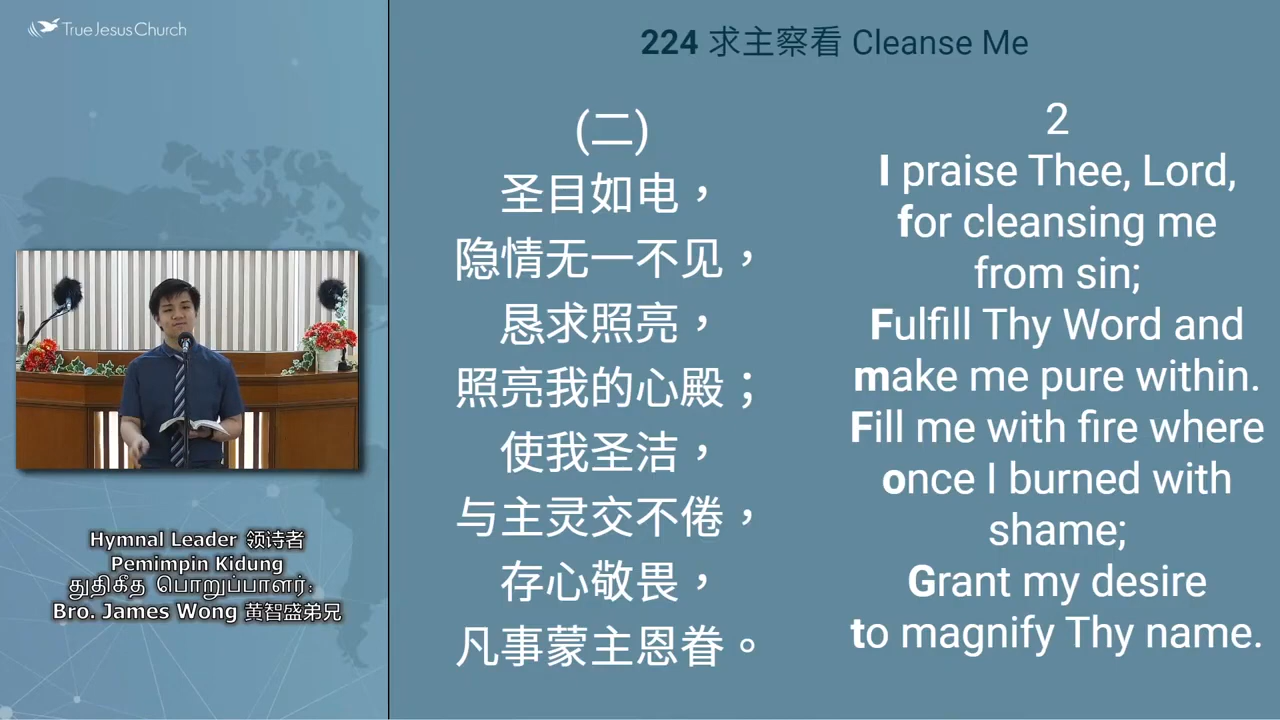 True Jesus Church
224 求主察看 Cleanse Me
(二)
圣目如电，
隐情无一不见，
恳求照亮，
照亮我的心殿；
使我圣洁，
与主灵交不倦，
存心敬畏，
凡事蒙主恩眷。
2
I praise Thee, Lord,
for cleansing me
from sin;
Fulfill Thy Word and
make me pure within.
Fill me with fire where
once I burned with
shame;
Grant my desire
to magnify Thy name.
Hymnal Leader 领诗者
Pemimpin Kidung
துதிகீத பொறுப்பாளர்:
Bro. James Wong 黄智盛弟兄